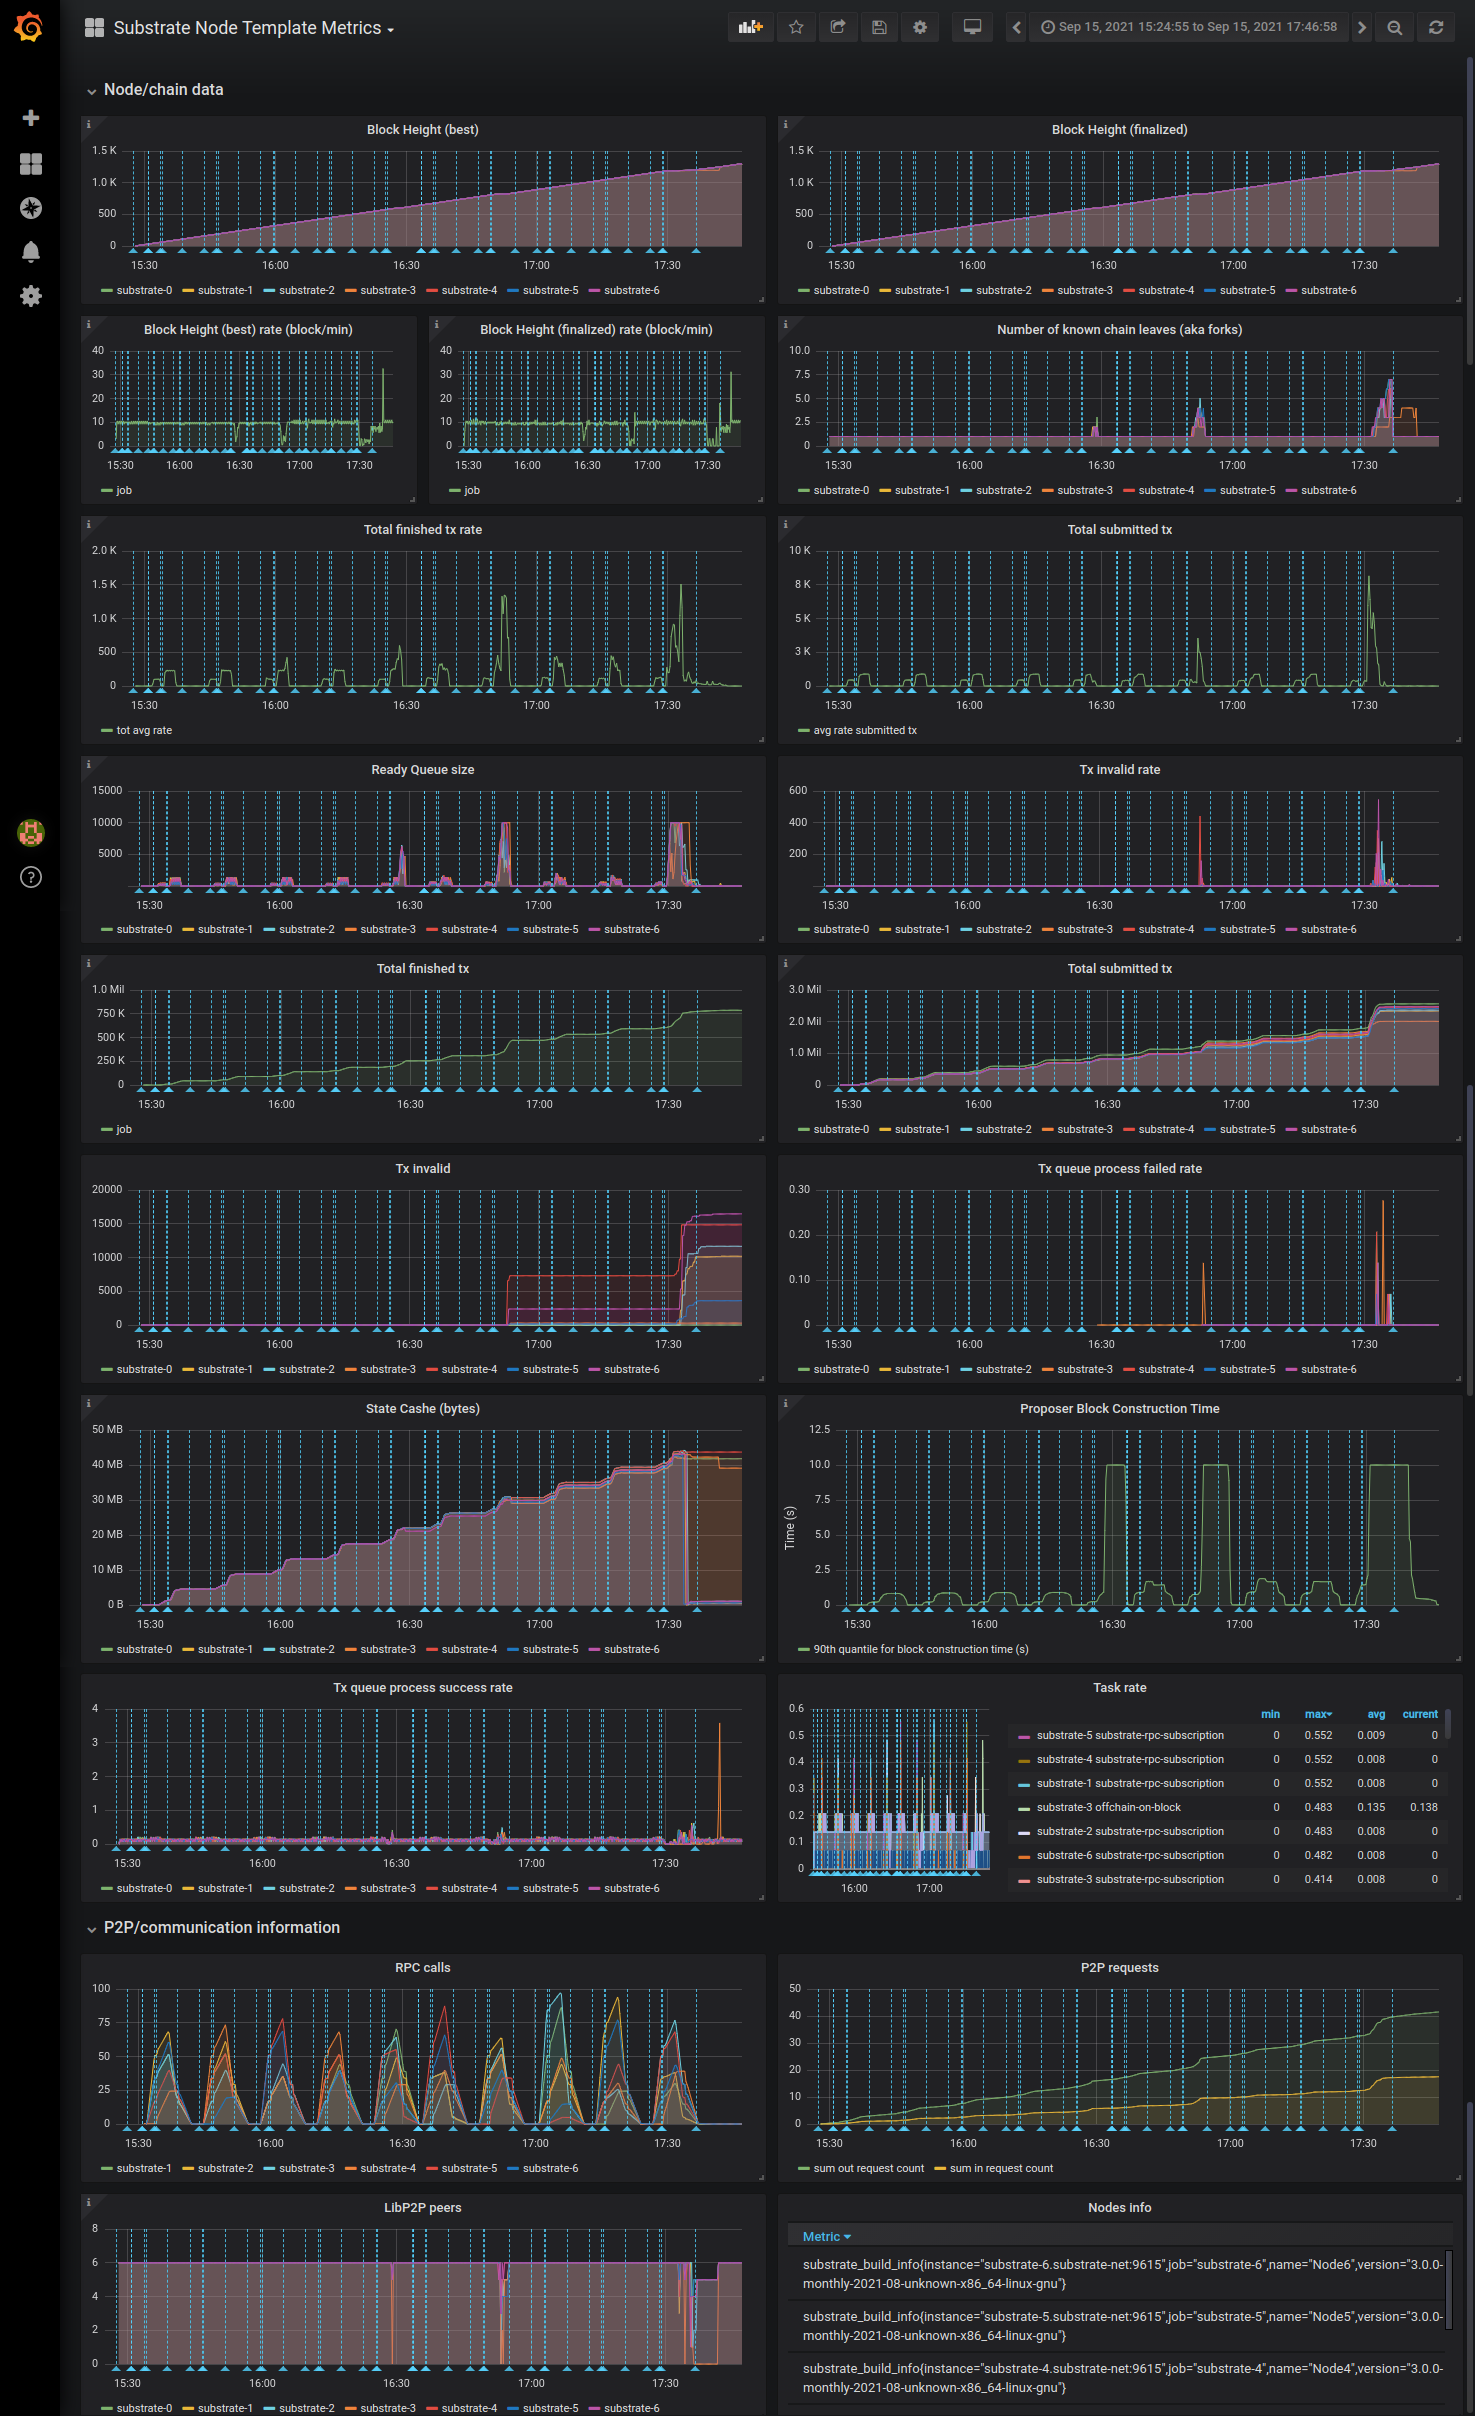 Substrate Node Template Metrics
Sep 15, 2021 15:24:55 to Sep 15, 2021 17:46:58
Node/chain data
Block Height (best)
1.5 K
1.0 K
500
0
15:30 16:00 16:30 17:00 17:30
substrate-0 substrate-1 substrate-2 substrate-3 substrate-4 substrate-5 substrate-6
Block Height (finalized)
1.5 K
1.0 K
500
0
15:30 16:00 16:30 17:00 17:30
substrate-0 substrate-1 substrate-2 substrate-3 substrate-4 substrate-5 substrate-6
Block Height (best) rate (block/min)
40
30
20
10
0
15:30 16:00 16:30 17:00 17:30
job
Block Height (finalized) rate (block/min)
40
30
20
10
0
15:30 16:00 16:30 17:00 17:30
job
Number of known chain leaves (aka forks)
10.0
7.5
5.0
2.5
0
15:30 16:00 16:30 17:00 17:30
substrate-0 substrate-1 substrate-2 substrate-3 substrate-4 substrate-5 substrate-6
Total finished tx rate
2.0 K
1.5 K
1.0 K
500
0
15:30 16:00 16:30 17:00 17:30
tot avg rate
Total submitted tx
10 K
8 K
5 K
3 K
0
15:30 16:00 16:30 17:00 17:30
avg rate submitted tx
Ready Queue size
15000
10000
5000
15:30 16:00 16:30 17:00 17:30
substrate-0 substrate-1 substrate-2 substrate-3 substrate-4 substrate-5 substrate-6
Tx invalid rate
600
400
200
15:30 16:00 16:30 17:00 17:30
substrate-0 substrate-1 substrate-2 substrate-3 substrate-4 substrate-5 substrate-6
Total finished tx
1.0 Mil
750 K
500 K
250 K
0
15:30 16:00 16:30 17:00 17:30
job
Total submitted tx
3.0 Mil
2.0 Mil
1.0 Mil
0
15:30 16:00 16:30 17:00 17:30
substrate-0 substrate-1 substrate-2 substrate-3 substrate-4 substrate-5 substrate-6
Tx invalid
20000
15000
10000
5000
0
15:30 16:00 16:30 17:00 17:30
substrate-0 substrate-1 substrate-2 substrate-3 substrate-4 substrate-5 substrate-6
Tx queue process failed rate
0.30
0.20
0.10
0
15:30 16:00 16:30 17:00 17:30
substrate-0 substrate-1 substrate-2 substrate-3 substrate-4 substrate-5 substrate-6
State Cashe (bytes)
50 MB
40 MB
30 MB
20 MB
10 MB
0 B
15:30 16:00 16:30 17:00 17:30
substrate-0 substrate-1 substrate-2 substrate-3 substrate-4 substrate-5 substrate-6
Proposer Block Construction Time
Time (s)
12.5
10.0
7.5
5.0
2.5
0
15:30 16:00 16:30 17:00 17:30
90th quantile for block construction time (s)
Tx queue process success rate
4
3
2
1
0
15:30 16:00 16:30 17:00 17:30
substrate-0 substrate-1 substrate-2 substrate-3 substrate-4 substrate-5 substrate-6
Task rate
0.6
0.5
0.4
0.3
0.2
0.1
0
16:00 17:00
min max avg current
substrate-5 substrate-rpc-subscription 0 0.552 0.009 0
substrate-4 substrate-rpc-subscription 0 0.552 0.008 0
substrate-1 substrate-rpc-subscription 0 0.552 0.008 0
substrate-3 offchain-on-block 0 0.483 0.135 0.138
substrate-2 substrate-rpc-subscription 0 0.483 0.008 0
substrate-6 substrate-rpc-subscription 0 0.482 0.008 0
substrate-3 substrate-rpc-subscription 0 0.414 0.008 0
P2P/communication information
RPC calls
100
75
50
25
0
15:30 16:00 16:30 17:00 17:30
substrate-1 substrate-2 substrate-3 substrate-4 substrate-5 substrate-6
P2P requests
50
40
30
20
10
0
15:30 16:00 16:30 17:00 17:30
sum out request count sum in request count
LibP2P peers
8
6
4
2
0
15:30 16:00 16:30 17:00 17:30
substrate-0 substrate-1 substrate-2 substrate-3 substrate-4 substrate-5 substrate-6
Nodes info
Metric
substrate_build_info{instance="substrate-6.substrate-net:9615",job="substrate-6",name="Node6",version="3.0.0-
monthly-2021-08-unknown-x86_64-linux-gnu"}
substrate_build_info{instance="substrate-5.substrate-net:9615",job="substrate-5",name="Node5",version="3.0.0-
monthly-2021-08-unknown-x86_64-linux-gnu"}
substrate_build_info{instance="substrate-4.substrate-net:9615",job="substrate-4",name="Node4",version="3.0.0-
monthly-2021-08-unknown-x86_64-linux-gnu"}